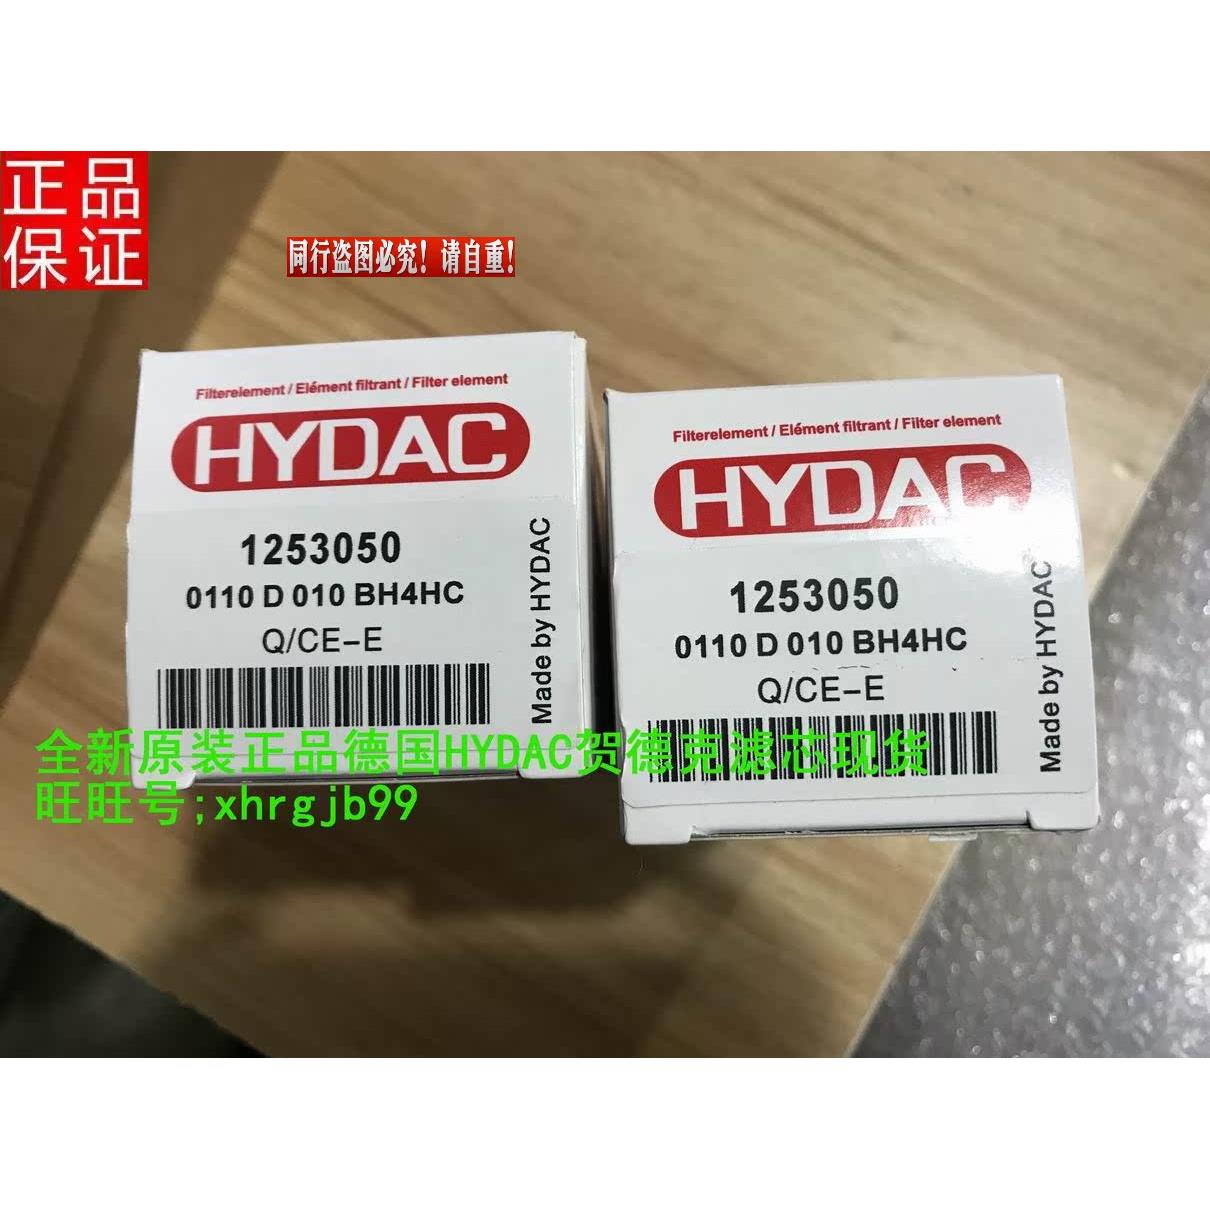 正品
保证
同行盗图必究！请自重！
Filterelement / Elément filtrant / Filter element
HYDAC
1253050
0110 D 010 BH4HC
Q/CE-E
Made by HYDAC
Filterelement / Elément filtrant / Filter element
HYDAC
1253050
0110 D 010 BH4HC
Q/CE-E
Made by HYDAC
全新原装正品德国HYDAC贺德克滤芯现货
旺旺号;xhrgjb99